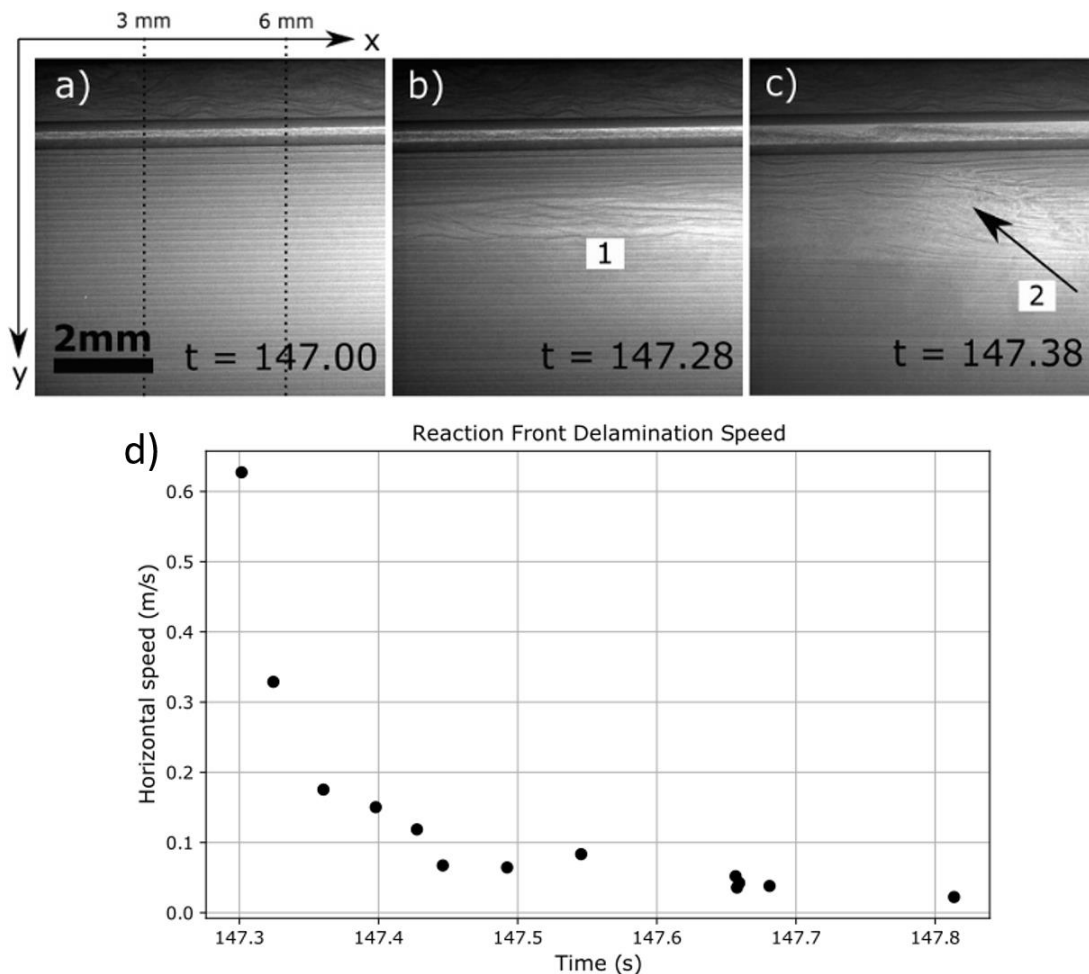 3 mm
6 mm
x
a)
b)
c)
1
2
2mm
y
t = 147.00
t = 147.28
t = 147.38
d)
Reaction Front Delamination Speed
Horizontal speed (m/s)
0.6
0.5
0.4
0.3
0.2
0.1
0.0
147.3
147.4
147.5
147.6
147.7
147.8
Time (s)